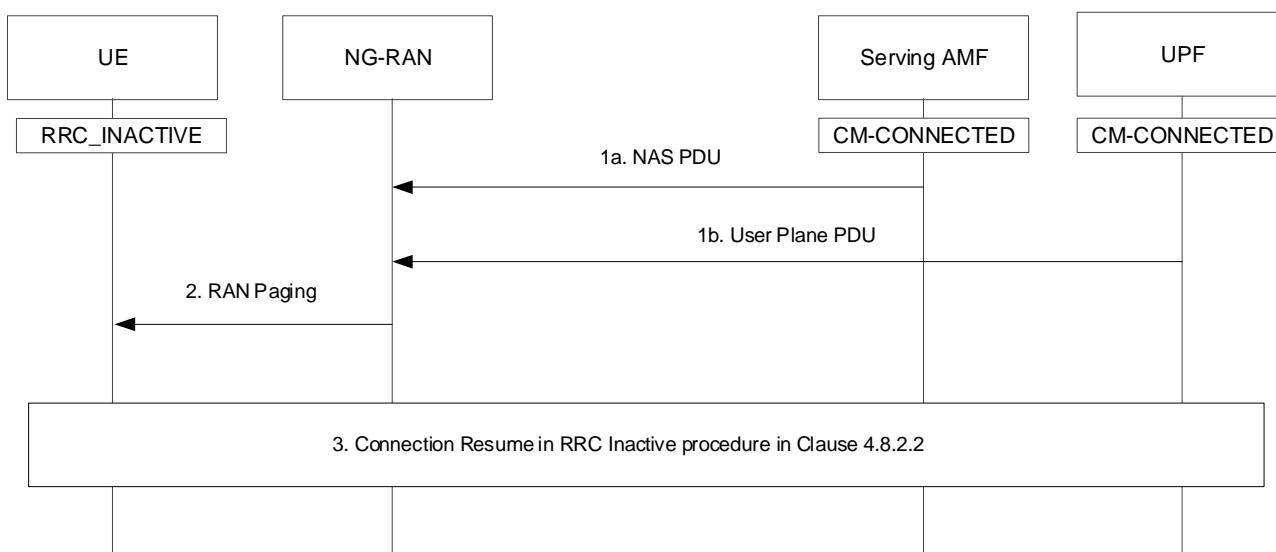 UE
NG-RAN
Serving AMF
UPF
RRC_INACTIVE
CM-CONNECTED
CM-CONNECTED
1a. NAS PDU
1b. User Plane PDU
2. RAN Paging
3. Connection Resume in RRC Inactive procedure in Clause 4.8.2.2